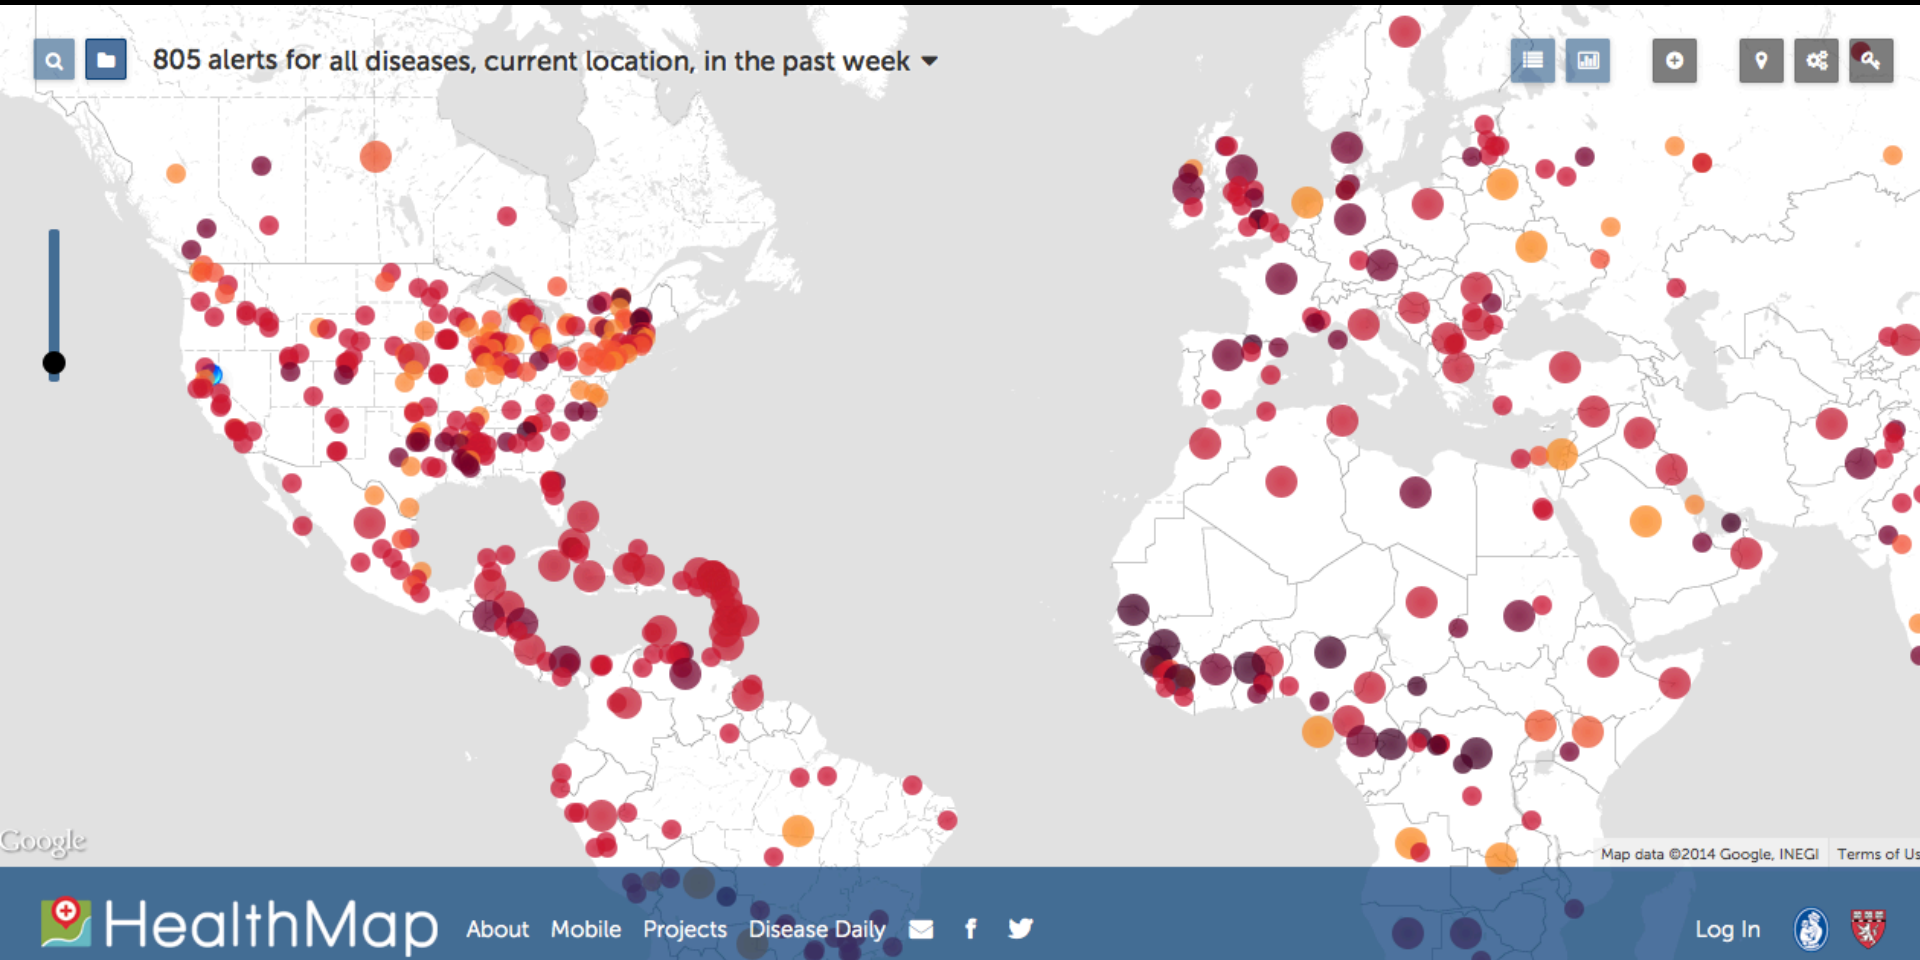 805 alerts for all diseases, current location, in the past week
Google
Map data ©2014 Google, INEGI
Terms of Us
HealthMap
About
Mobile
Projects
Disease Daily
Log In